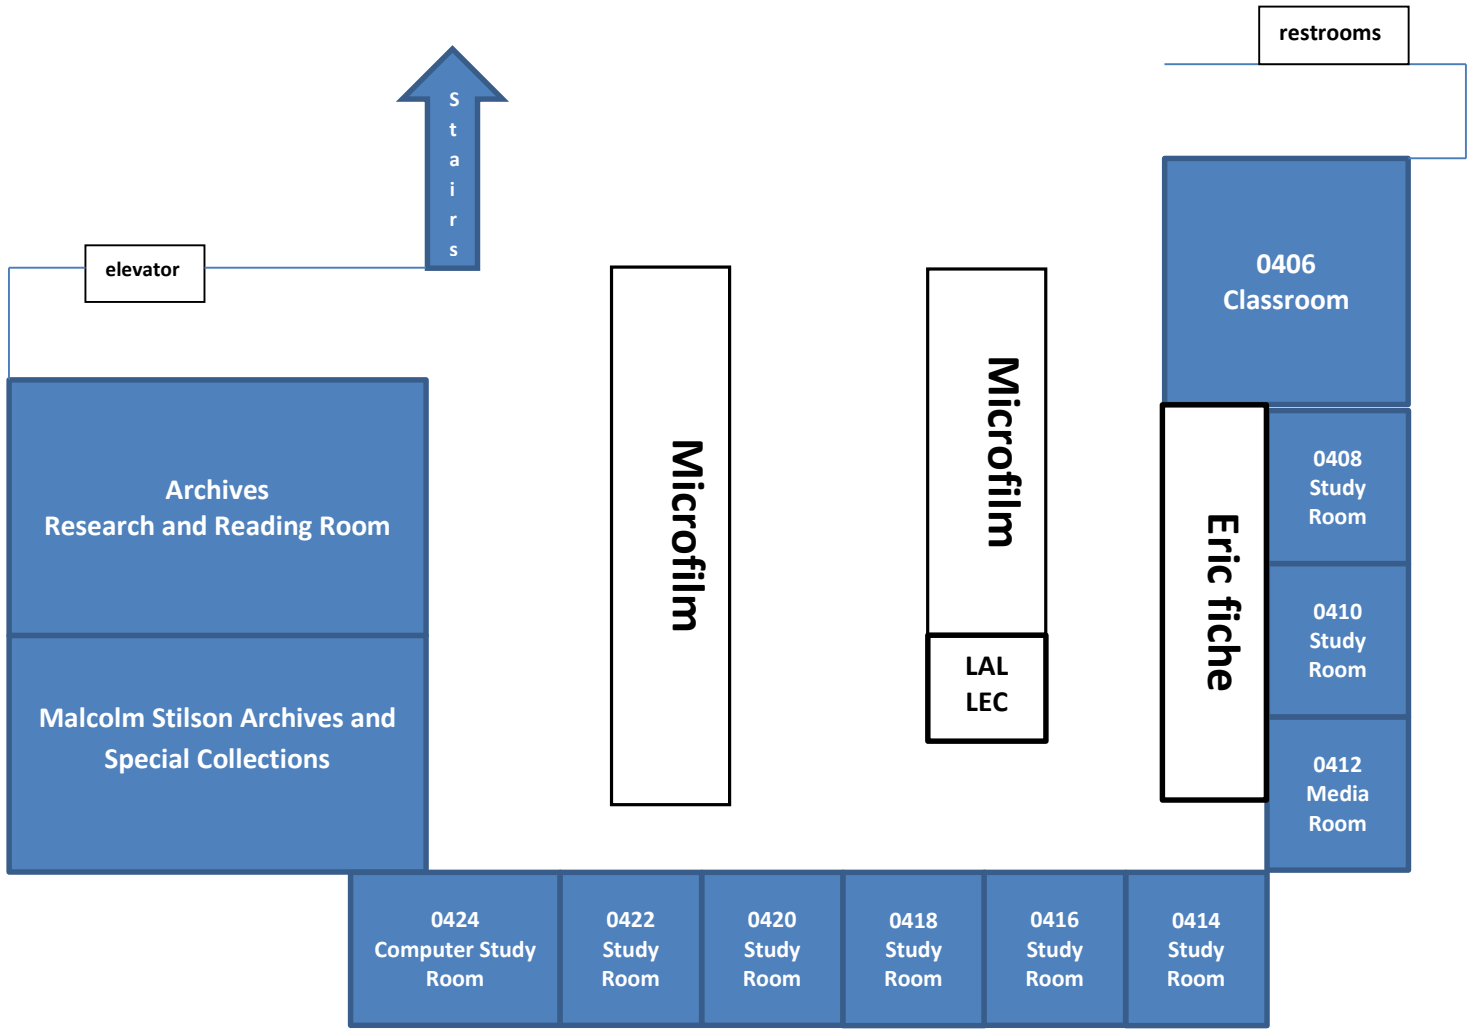 restrooms
Stairs
elevator
0406
Classroom
Microfilm
Microfilm
Archives
Research and Reading Room
0408
Study
Room
Eric fiche
0410
Study
Room
LAL
LEC
Malcolm Stilson Archives and
Special Collections
0412
Media
Room
0424
Computer Study
Room
0422
Study
Room
0420
Study
Room
0418
Study
Room
0416
Study
Room
0414
Study
Room